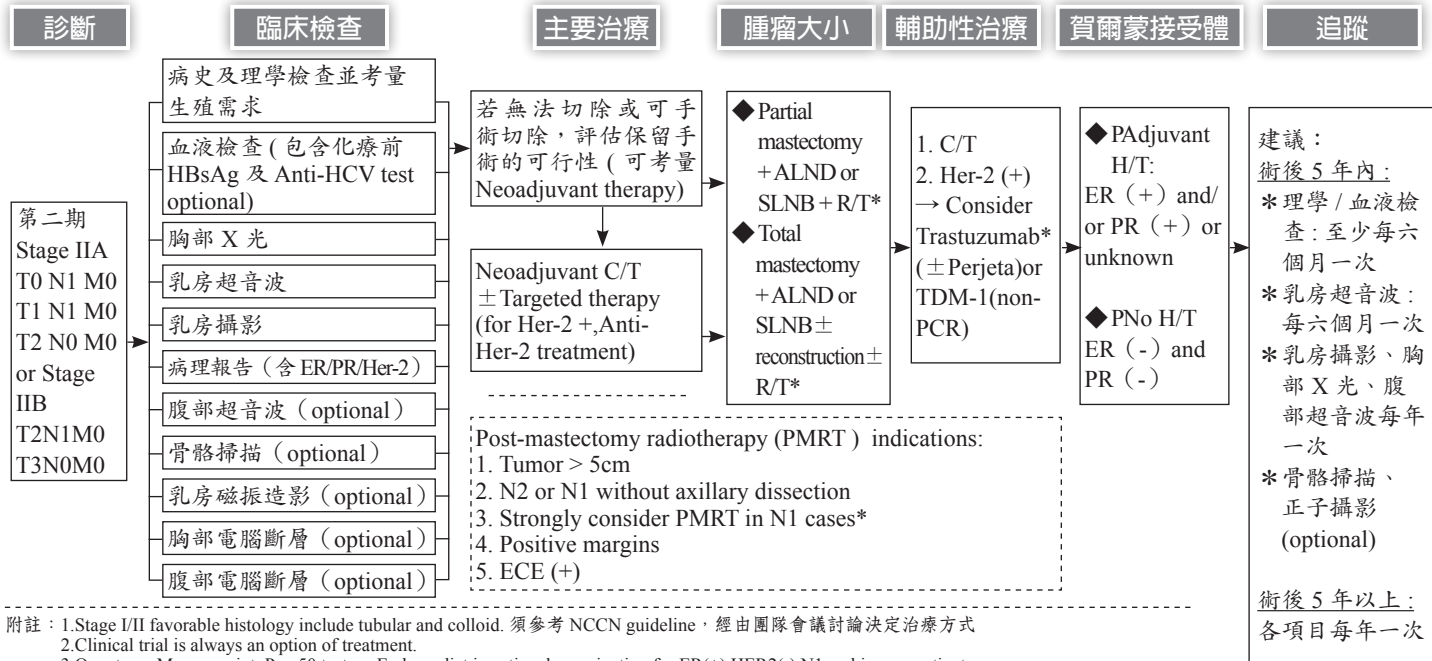 診斷
臨床檢查
主要治療
腫瘤大小
輔助性治療
賀爾蒙接受體
追蹤
第二期
Stage IIA
T0 N1 M0
T1 N1 M0
T2 N0 M0
or Stage
IIB
T2N1M0
T3N0M0
病史及理學檢查並考量
生殖需求
血液檢查 ( 包含化療前
HBsAg 及 Anti-HCV test
optional)
胸部 X 光
乳房超音波
乳房攝影
病理報告（含 ER/PR/Her-2）
腹部超音波（optional）
骨骼掃描（optional）
乳房磁振造影（optional）
胸部電腦斷層（optional）
腹部電腦斷層（optional）
若無法切除或可手
術切除，評估保留手
術的可行性 ( 可考量
Neoadjuvant therapy)
Neoadjuvant C/T
±Targeted therapy
(for Her-2 +,Anti-
Her-2 treatment)
◆Partial
mastectomy
+ALND or
SLNB+R/T*
◆Total
mastectomy
+ALND or
SLNB±
reconstruction±
R/T*
1. C/T
2. Her-2 (+)
→ Consider
Trastuzumab*
(±Perjeta)or
TDM-1(non-
PCR)
◆PAdjuvant
H/T:
ER（+）and/
or PR（+）or
unknown
◆PNo H/T
ER（-）and
PR（-）
建議：
術後 5 年內 :
＊理學 / 血液檢
查 : 至少每六
個月一次
＊乳房超音波 :
每六個月一次
＊乳房攝影、胸
部 X 光、腹
部超音波每年
一次
＊骨骼掃描、
正子攝影
(optional)
術後 5 年以上 :
各項目每年一次
Post-mastectomy radiotherapy (PMRT ) indications:
1. Tumor > 5cm
2. N2 or N1 without axillary dissection
3. Strongly consider PMRT in N1 cases*
4. Positive margins
5. ECE (+)
附註：1.Stage I/II favorable histology include tubular and colloid. 須參考 NCCN guideline，經由團隊會議討論決定治療方式
2.Clinical trial is always an option of treatment.